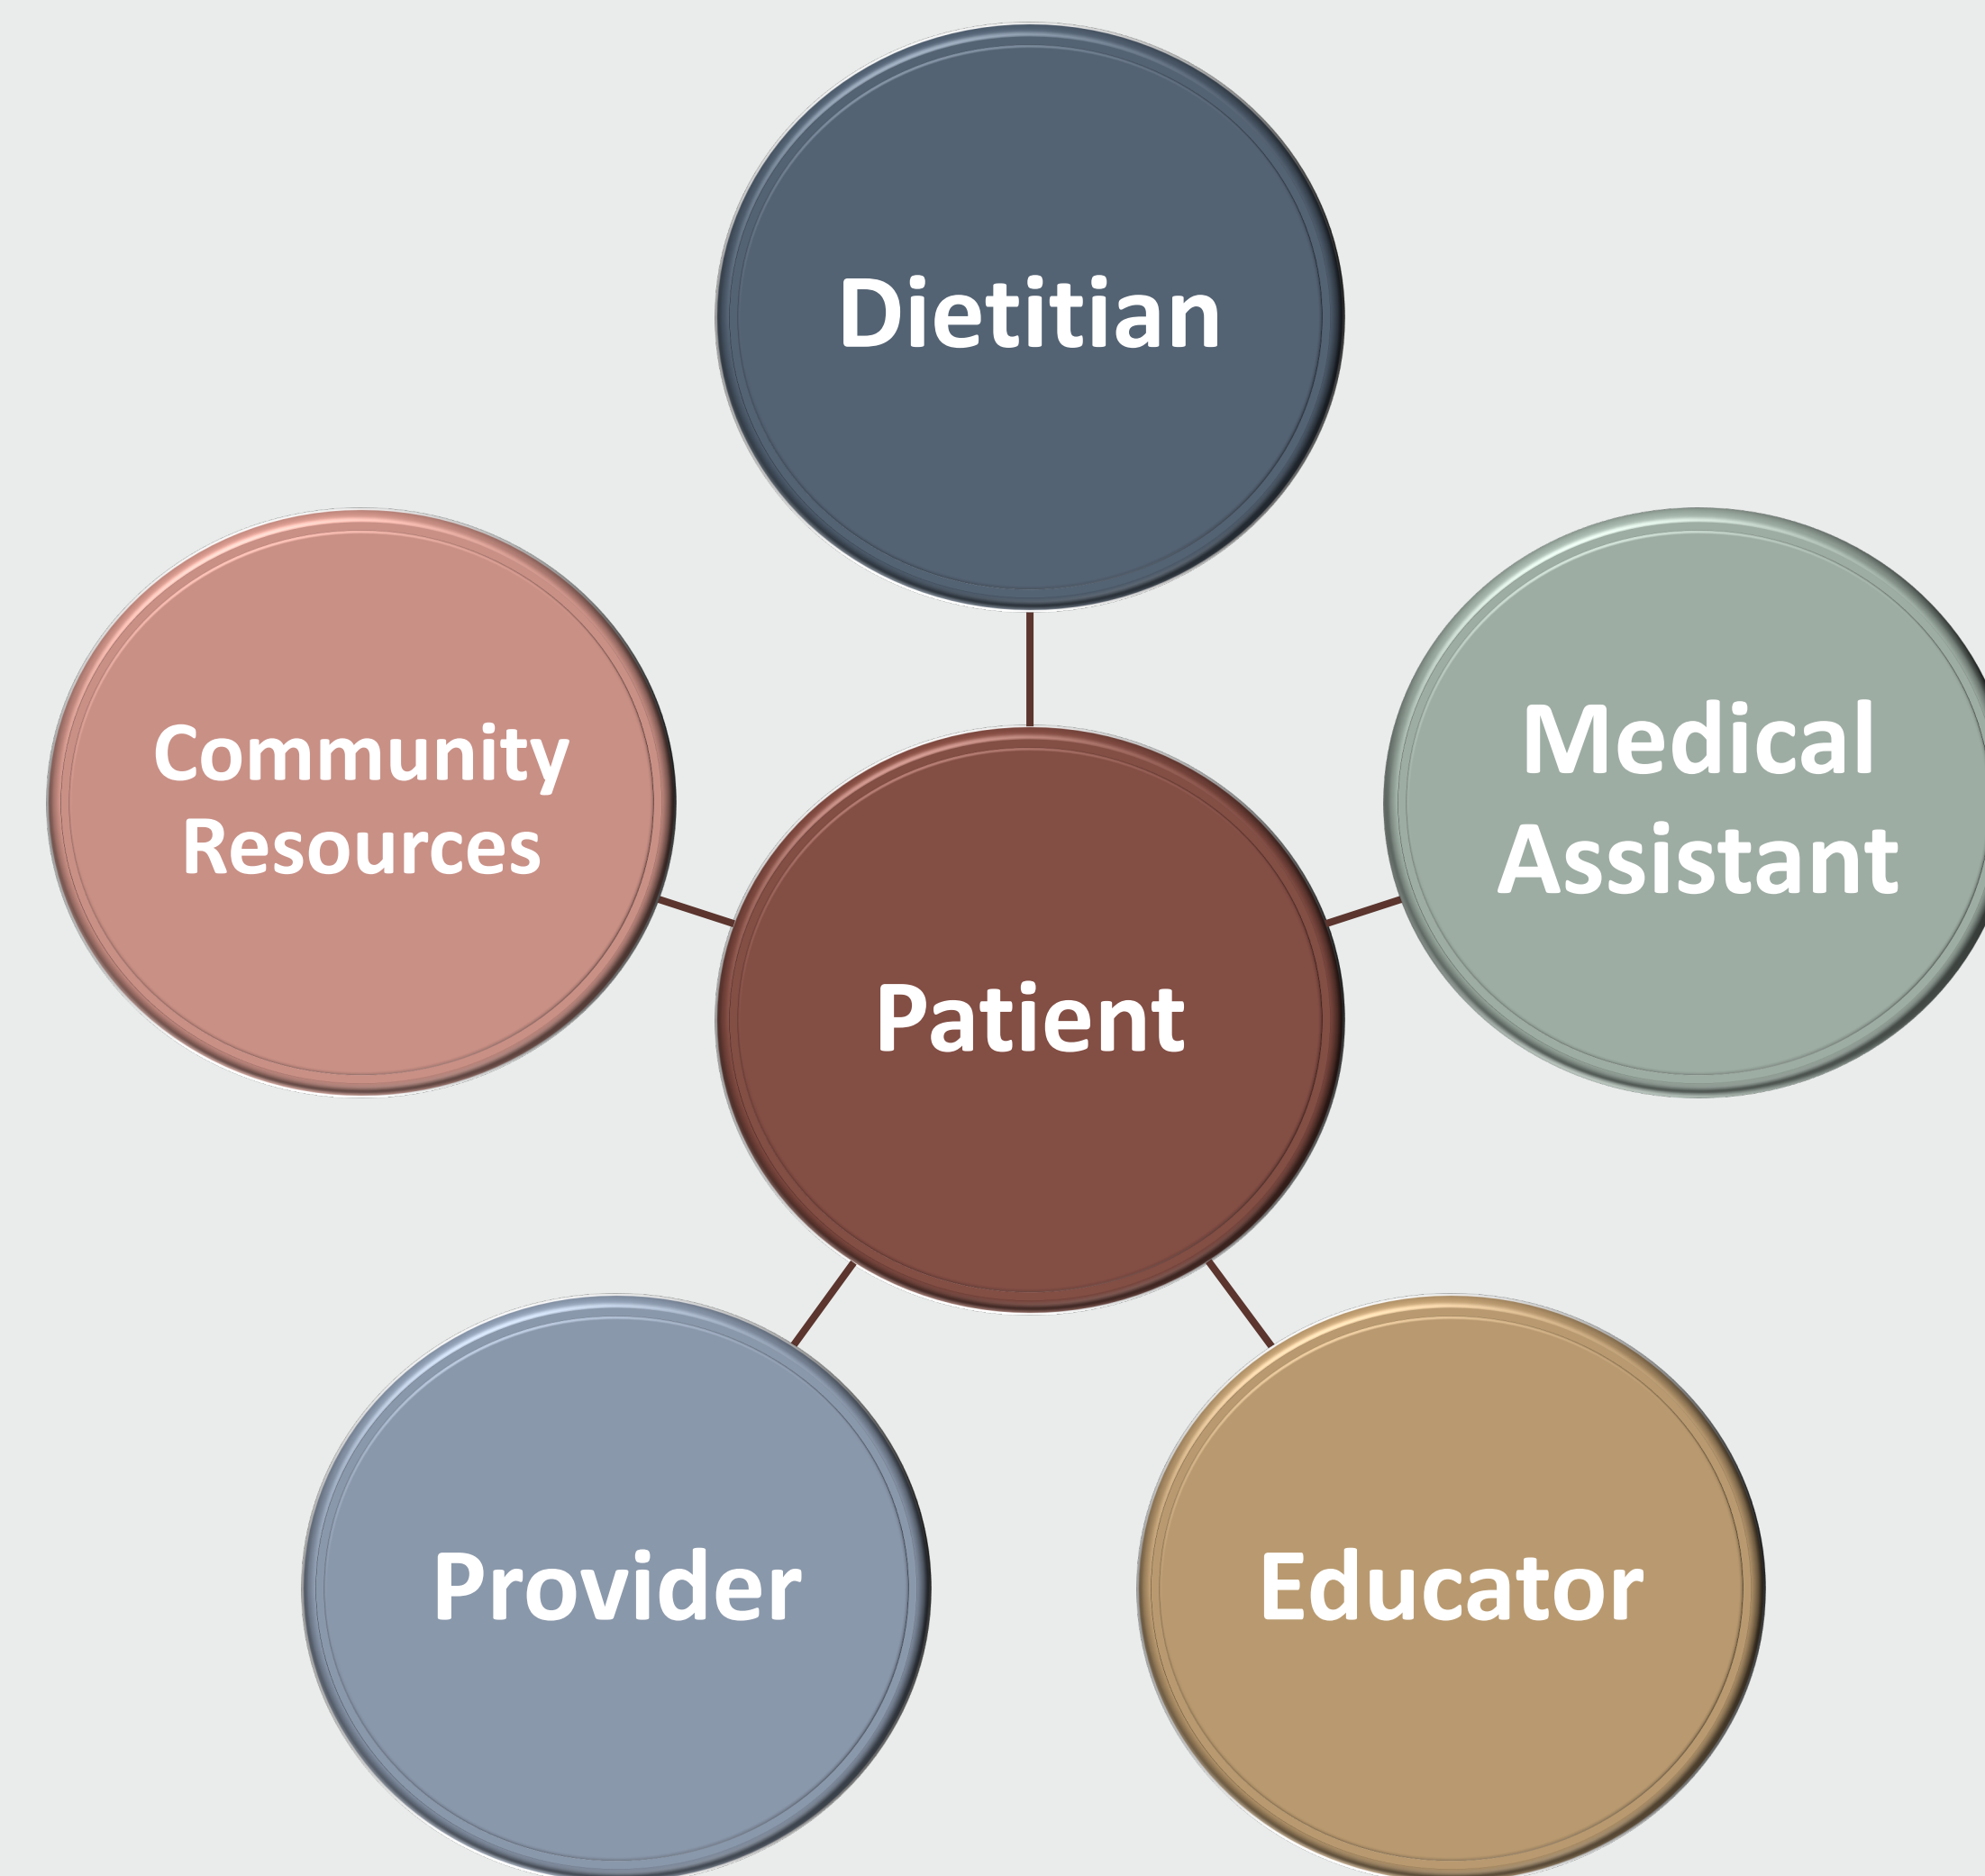 Dietitian
Community
Resources
Medical
Assistant
Patient
Provider
Educator